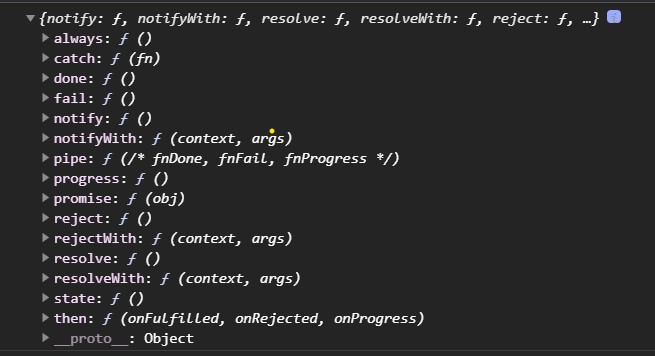 {notify: ƒ, notifyWith: ƒ, resolve: ƒ, resolveWith: ƒ, reject: ƒ, …}
always: ƒ ()
catch: ƒ (fn)
done: ƒ ()
fail: ƒ ()
notify: ƒ ()
notifyWith: ƒ (context, args)
pipe: ƒ (/* fnDone, fnFail, fnProgress */)
progress: ƒ ()
promise: ƒ (obj)
reject: ƒ ()
rejectWith: ƒ (context, args)
resolve: ƒ ()
resolveWith: ƒ (context, args)
state: ƒ ()
then: ƒ (onFulfilled, onRejected, onProgress)
__proto__: Object